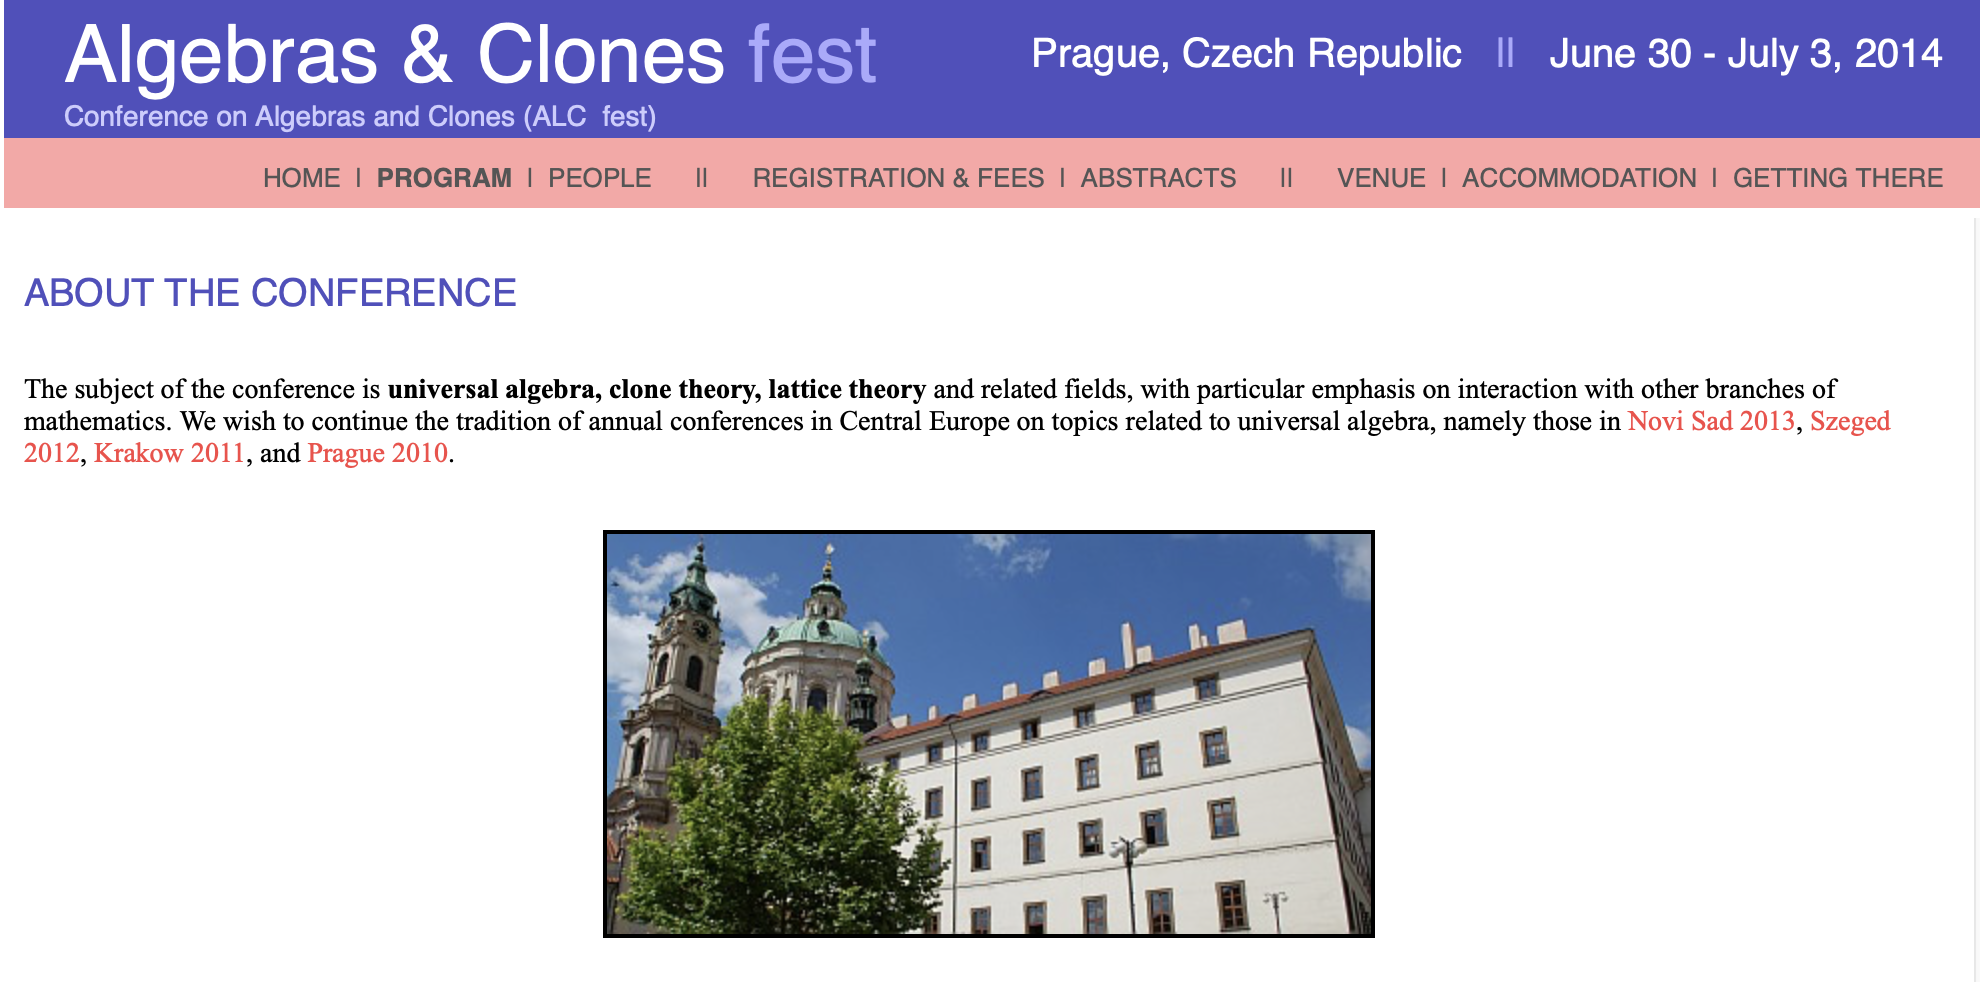 Algebras & Clones fest
Prague, Czech Republic || June 30 - July 3, 2014
Conference on Algebras and Clones (ALC fest)
HOME | PROGRAM | PEOPLE || REGISTRATION & FEES | ABSTRACTS || VENUE | ACCOMMODATION | GETTING THERE
ABOUT THE CONFERENCE
The subject of the conference is universal algebra, clone theory, lattice theory and related fields, with particular emphasis on interaction with other branches of
mathematics. We wish to continue the tradition of annual conferences in Central Europe on topics related to universal algebra, namely those in Novi Sad 2013, Szeged
2012, Krakow 2011, and Prague 2010.